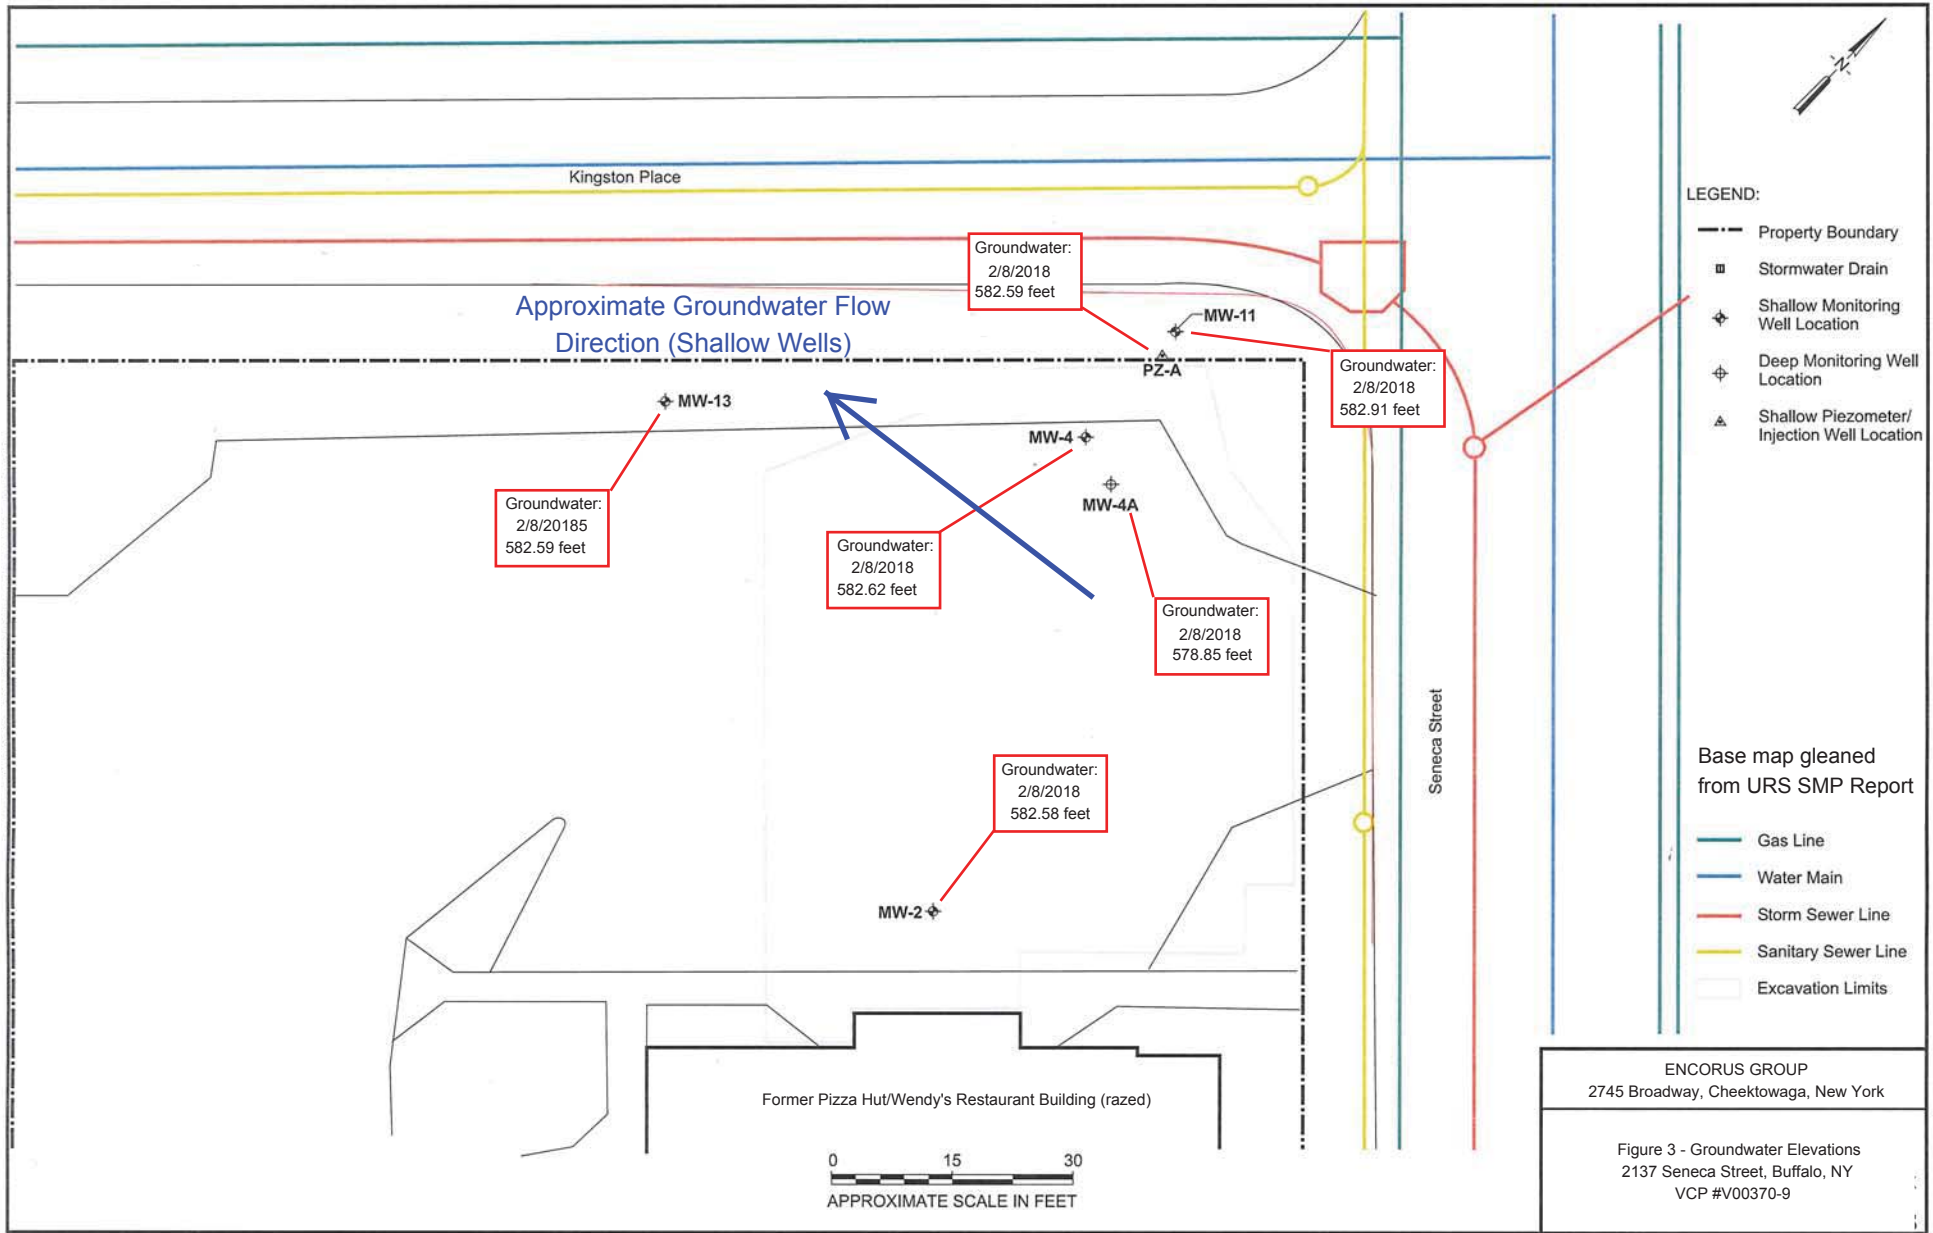 N
Kingston Place
LEGEND:
Property Boundary
Stormwater Drain
Shallow Monitoring
Well Location
Deep Monitoring Well
Location
Shallow Piezometer/
Injection Well Location
Groundwater:
2/8/2018
582.59 feet
Approximate Groundwater Flow
Direction (Shallow Wells)
MW-11
PZ-A
Groundwater:
2/8/2018
582.91 feet
MW-13
MW-4
MW-4A
Groundwater:
2/8/20185
582.59 feet
Groundwater:
2/8/2018
582.62 feet
Groundwater:
2/8/2018
578.85 feet
Seneca Street
Groundwater:
2/8/2018
582.58 feet
MW-2
Base map gleaned
from URS SMP Report
Gas Line
Water Main
Storm Sewer Line
Sanitary Sewer Line
Excavation Limits
Former Pizza Hut/Wendy's Restaurant Building (razed)
0 15 30
APPROXIMATE SCALE IN FEET
ENCORUS GROUP
2745 Broadway, Cheektowaga, New York
Figure 3 - Groundwater Elevations
2137 Seneca Street, Buffalo, NY
VCP #V00370-9